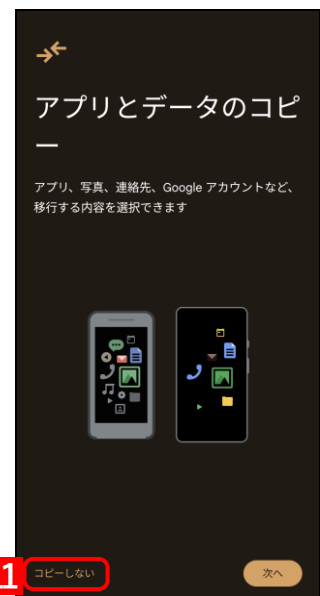 アプリとデータのコピ
ー
アプリ、写真、連絡先、Google アカウントなど、
移行する内容を選択できます
1
コピーしない
次へ